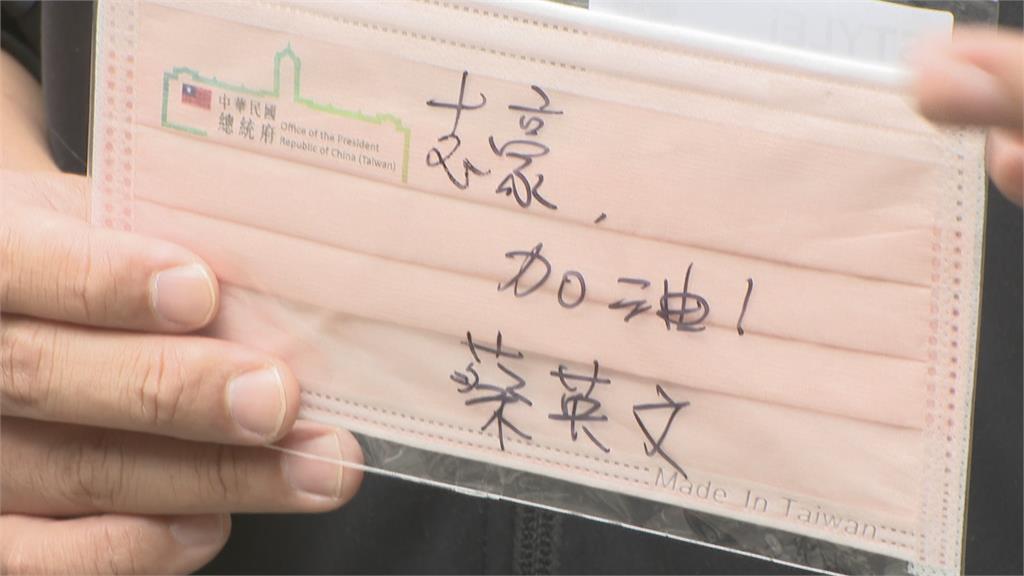 中華民國
總統府
Office of the President
Republic of China (Taiwan)
志豪,
加油!
蔡英文
Made In Taiwan